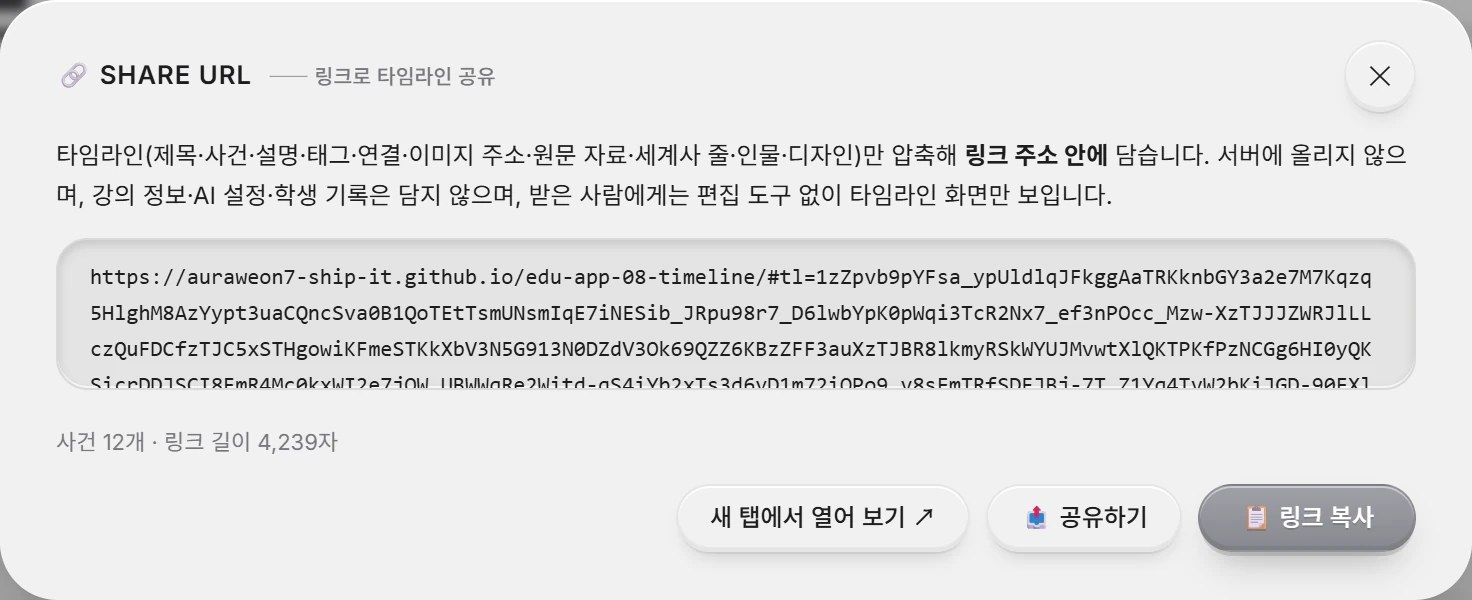 SHARE URL 링크로 타임라인 공유
타임라인(제목·사건·설명·태그·연결·이미지 주소·원문 자료·세계사 줄·인물·디자인)만 압축해 링크 주소 안에 담습니다. 서버에 올리지 않으
며, 강의 정보·AI 설정·학생 기록은 담지 않으며, 받은 사람에게는 편집 도구 없이 타임라인 화면만 보입니다.
https://auraweon7-ship-it.github.io/edu-app-08-timeline/#tl=1zZpvb9pYFsa_ypUldlqJFkggAaTRKknbGY3a2e7M7Kqzq
5HlghM8AzYypt3uaCQncSva0B1QoTEtTsmUNsmIqE7iNESib_JRpu98r7_D6lwbYpK0pWqi3TcR2Nx7_ef3nPOcc_Mzw-XzTJJJZWRJlLL
czQuFDCfzTJC5xSTHgowiKFmeSTKkXbV3N5G913N0DZdV3Ok69QZZ6KBzZFF3auXzTJBR8lkmyRSkWYUJMvwtXlQKTPKfPzNCGg6HI0yQK
사건 12개 · 링크 길이 4,239자
새 탭에서 열어 보기 ↗
공유하기
링크 복사